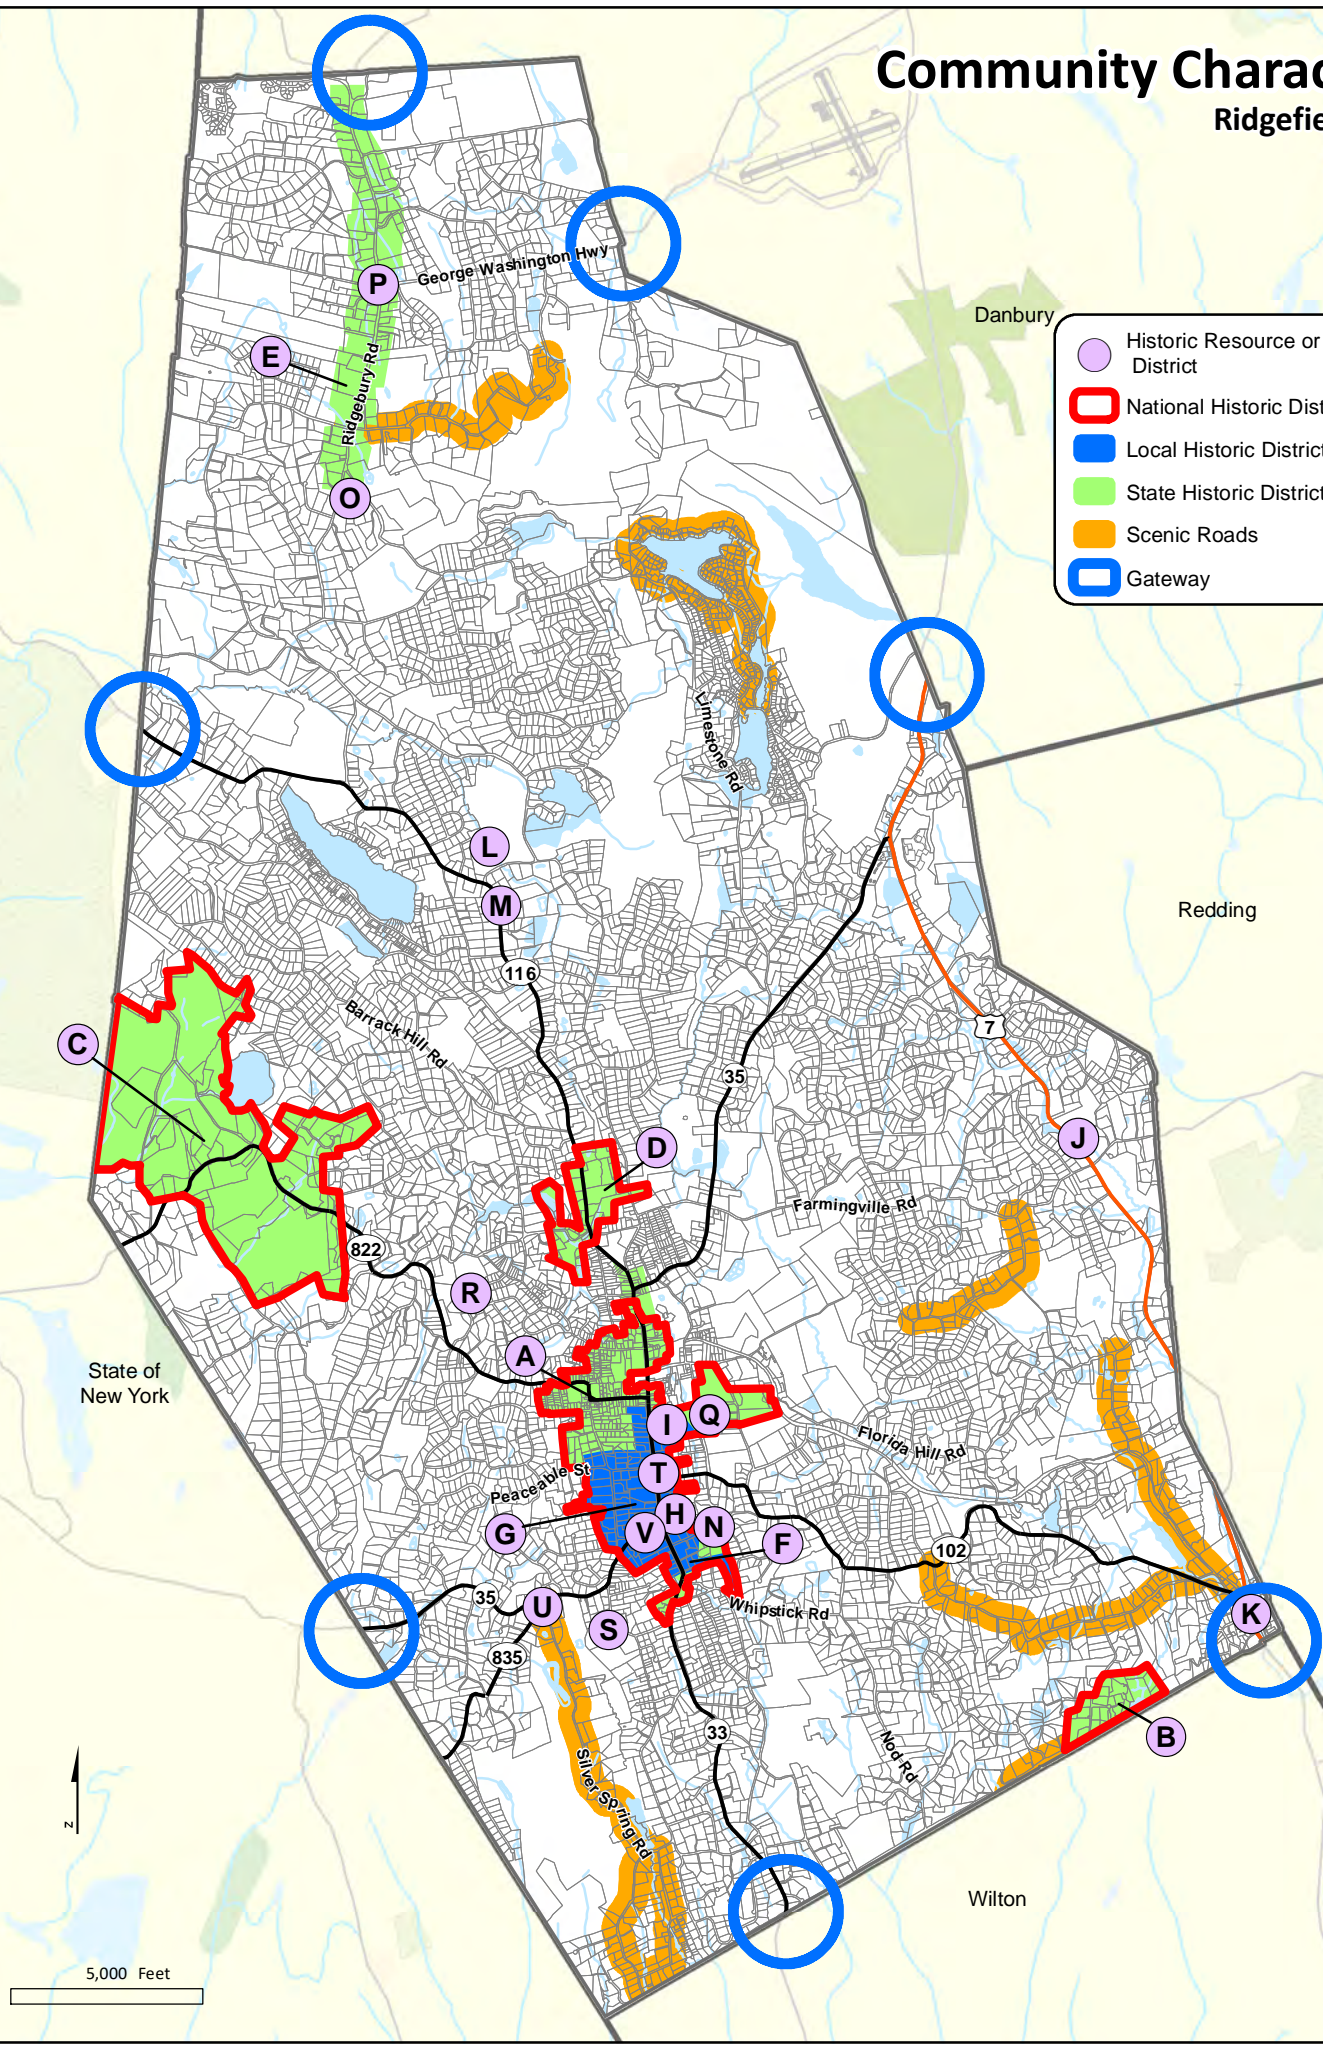 Community Charac
Ridgefie
Danbury
Historic Resource or
District
National Historic Dist
Local Historic District
State Historic District
Scenic Roads
Gateway
George Washington Hwy
P
E
Ridgebury Rd
O
Limestone Rd
L
M
Redding
116
Barrack Hill Rd
7
C
35
J
D
Farmingville Rd
822
R
A
State of
New York
I
Q
Florida Hill Rd
T
Peaceable St
H
G
V
N
F
102
35
U
Whipstick Rd
K
S
835
33
B
Nod Rd
Silver Spring Rd
N
Wilton
5,000 Feet